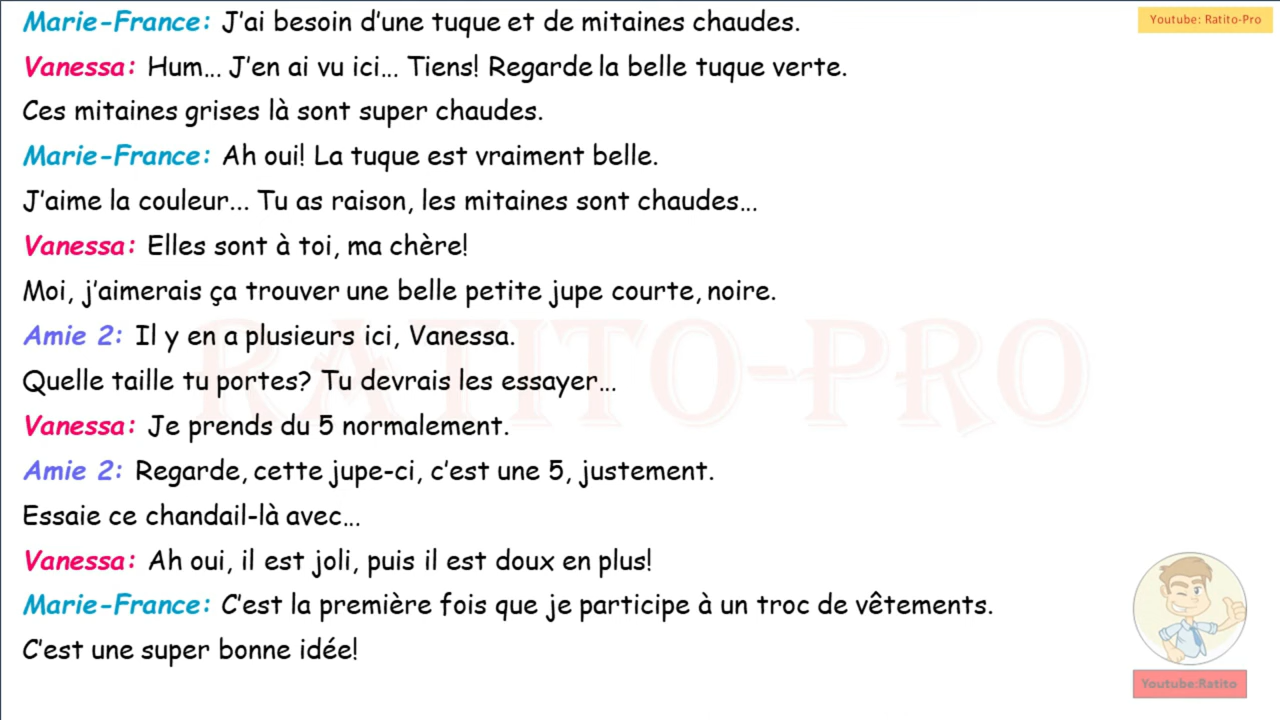 Marie-France: J'ai besoin d'une tuque et de mitaines chaudes.
Youtube: Ratito-Pro
Vanessa: Hum... J'en ai vu ici... Tiens! Regarde la belle tuque verte.
Ces mitaines grises là sont super chaudes.
Marie-France: Ah oui! La tuque est vraiment belle.
J'aime la couleur... Tu as raison, les mitaines sont chaudes...
Vanessa: Elles sont à toi, ma chère!
Moi, j'aimerais ça trouver une belle petite jupe courte, noire.
Amie 2: Il y en a plusieurs ici, Vanessa.
RATITO-PRO
Quelle taille tu portes? Tu devrais les essayer...
Vanessa: Je prends du 5 normalement.
Amie 2: Regarde, cette jupe-ci, c'est une 5, justement.
Essaie ce chandail-là avec...
Vanessa: Ah oui, il est joli, puis il est doux en plus!
Marie-France: C'est la première fois que je participe à un troc de vêtements.
C'est une super bonne idée!
Youtube:Ratito